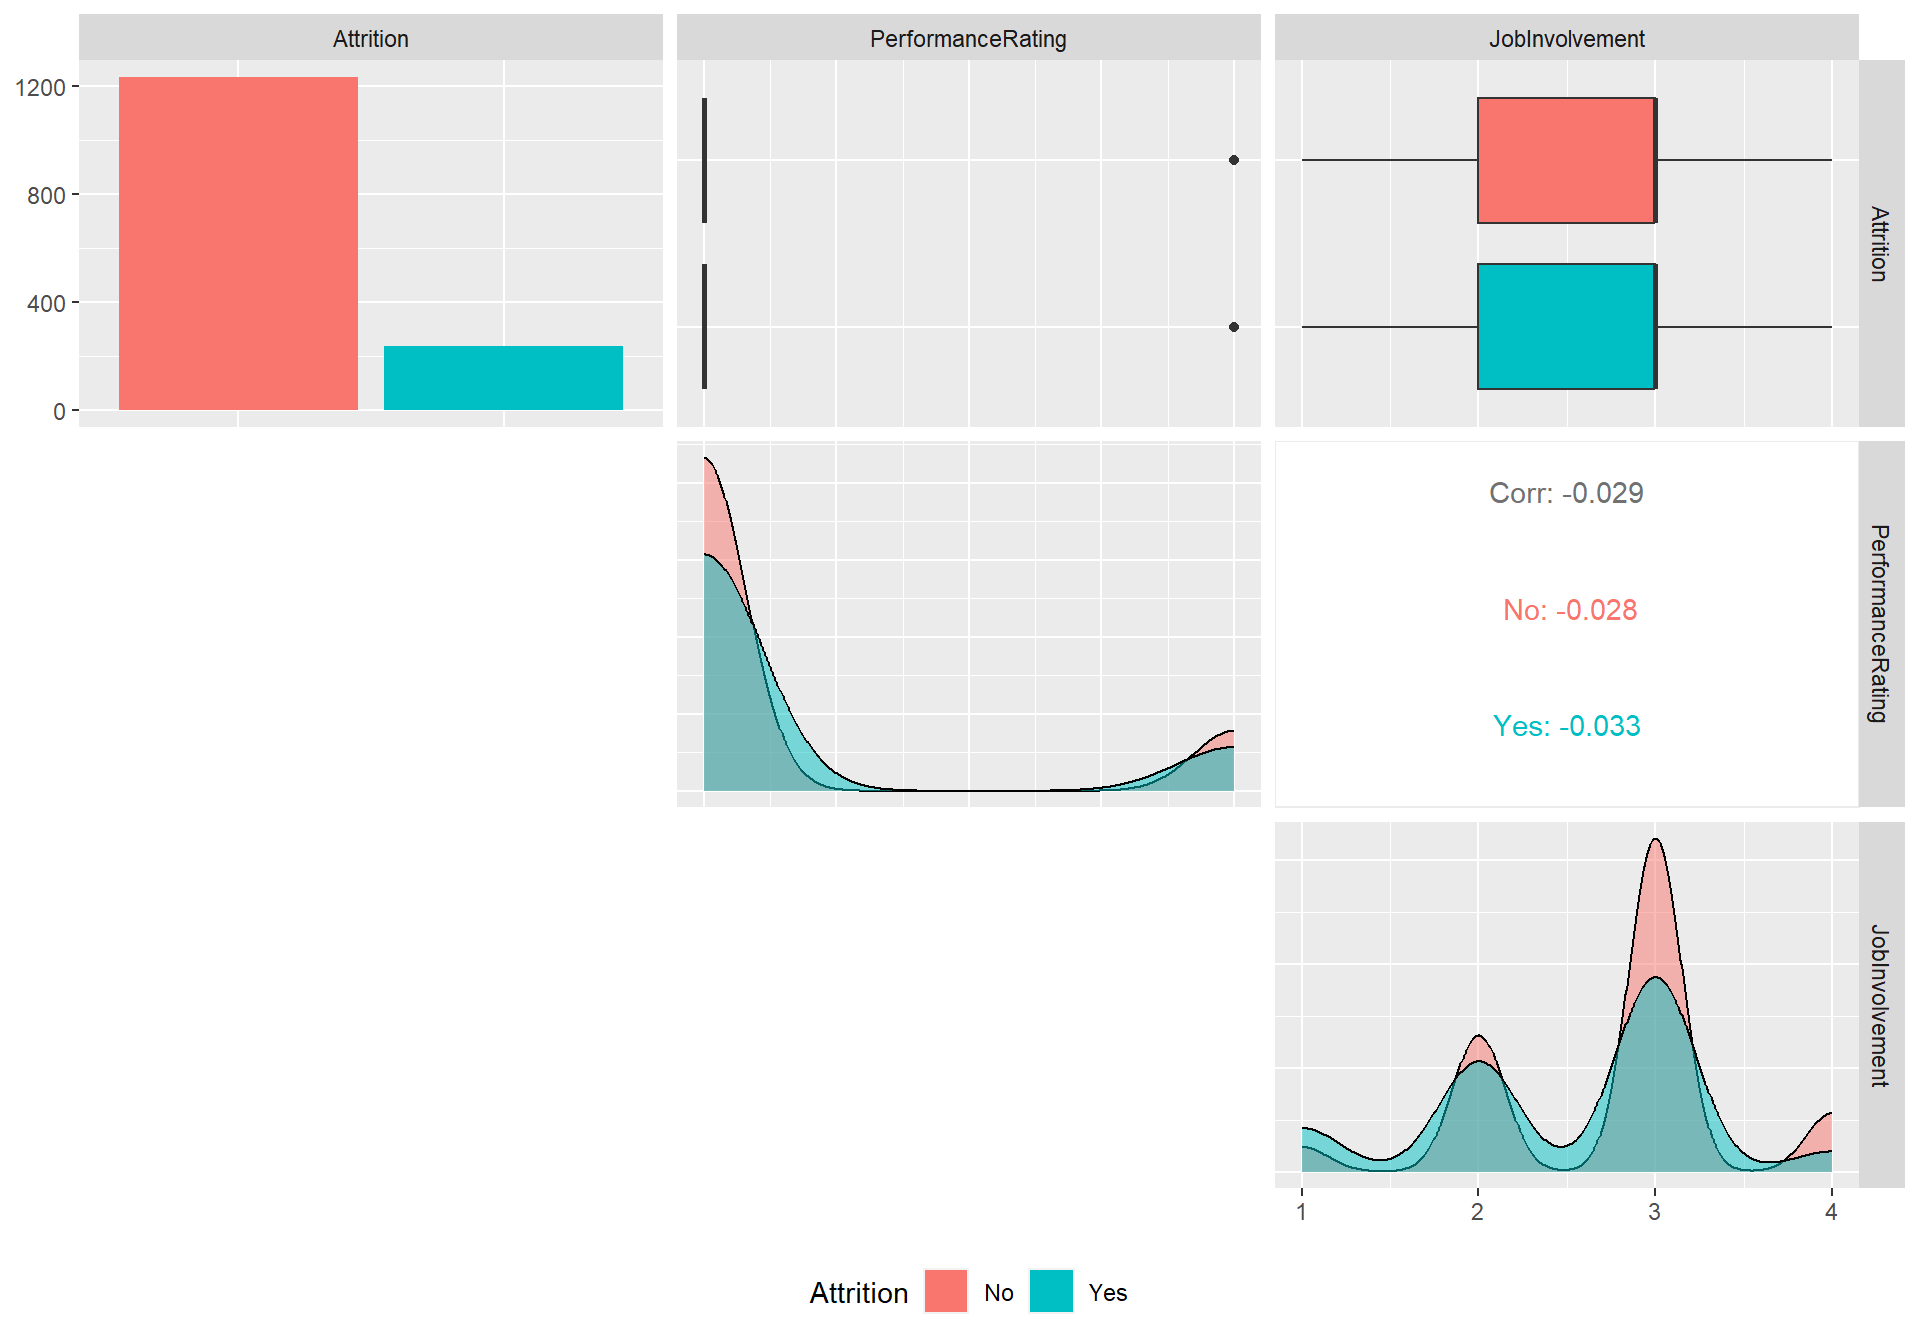 Attrition
PerformanceRating
JobInvolvement
1200
800
400
0
Attrition
Corr: -0.029
No: -0.028
Yes: -0.033
PerformanceRating
JobInvolvement
1 2 3 4
Attrition No Yes